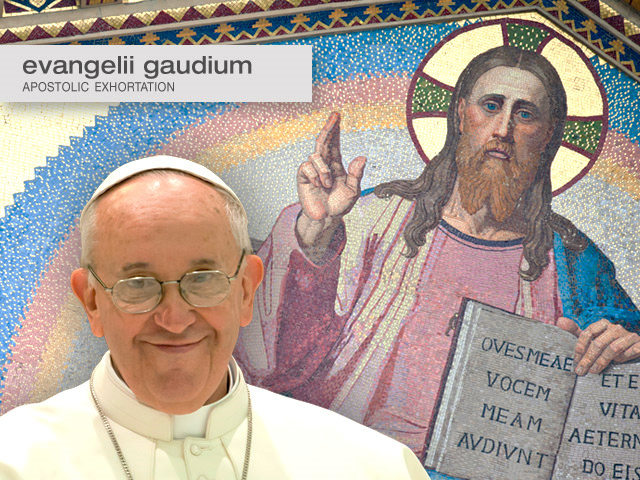 evangelii gaudium
APOSTOLIC EXHORTATION
OVES MEAE
VOCEM
MEAM
AVDIVNT
ET E
VITA
AETERN
DO EIS